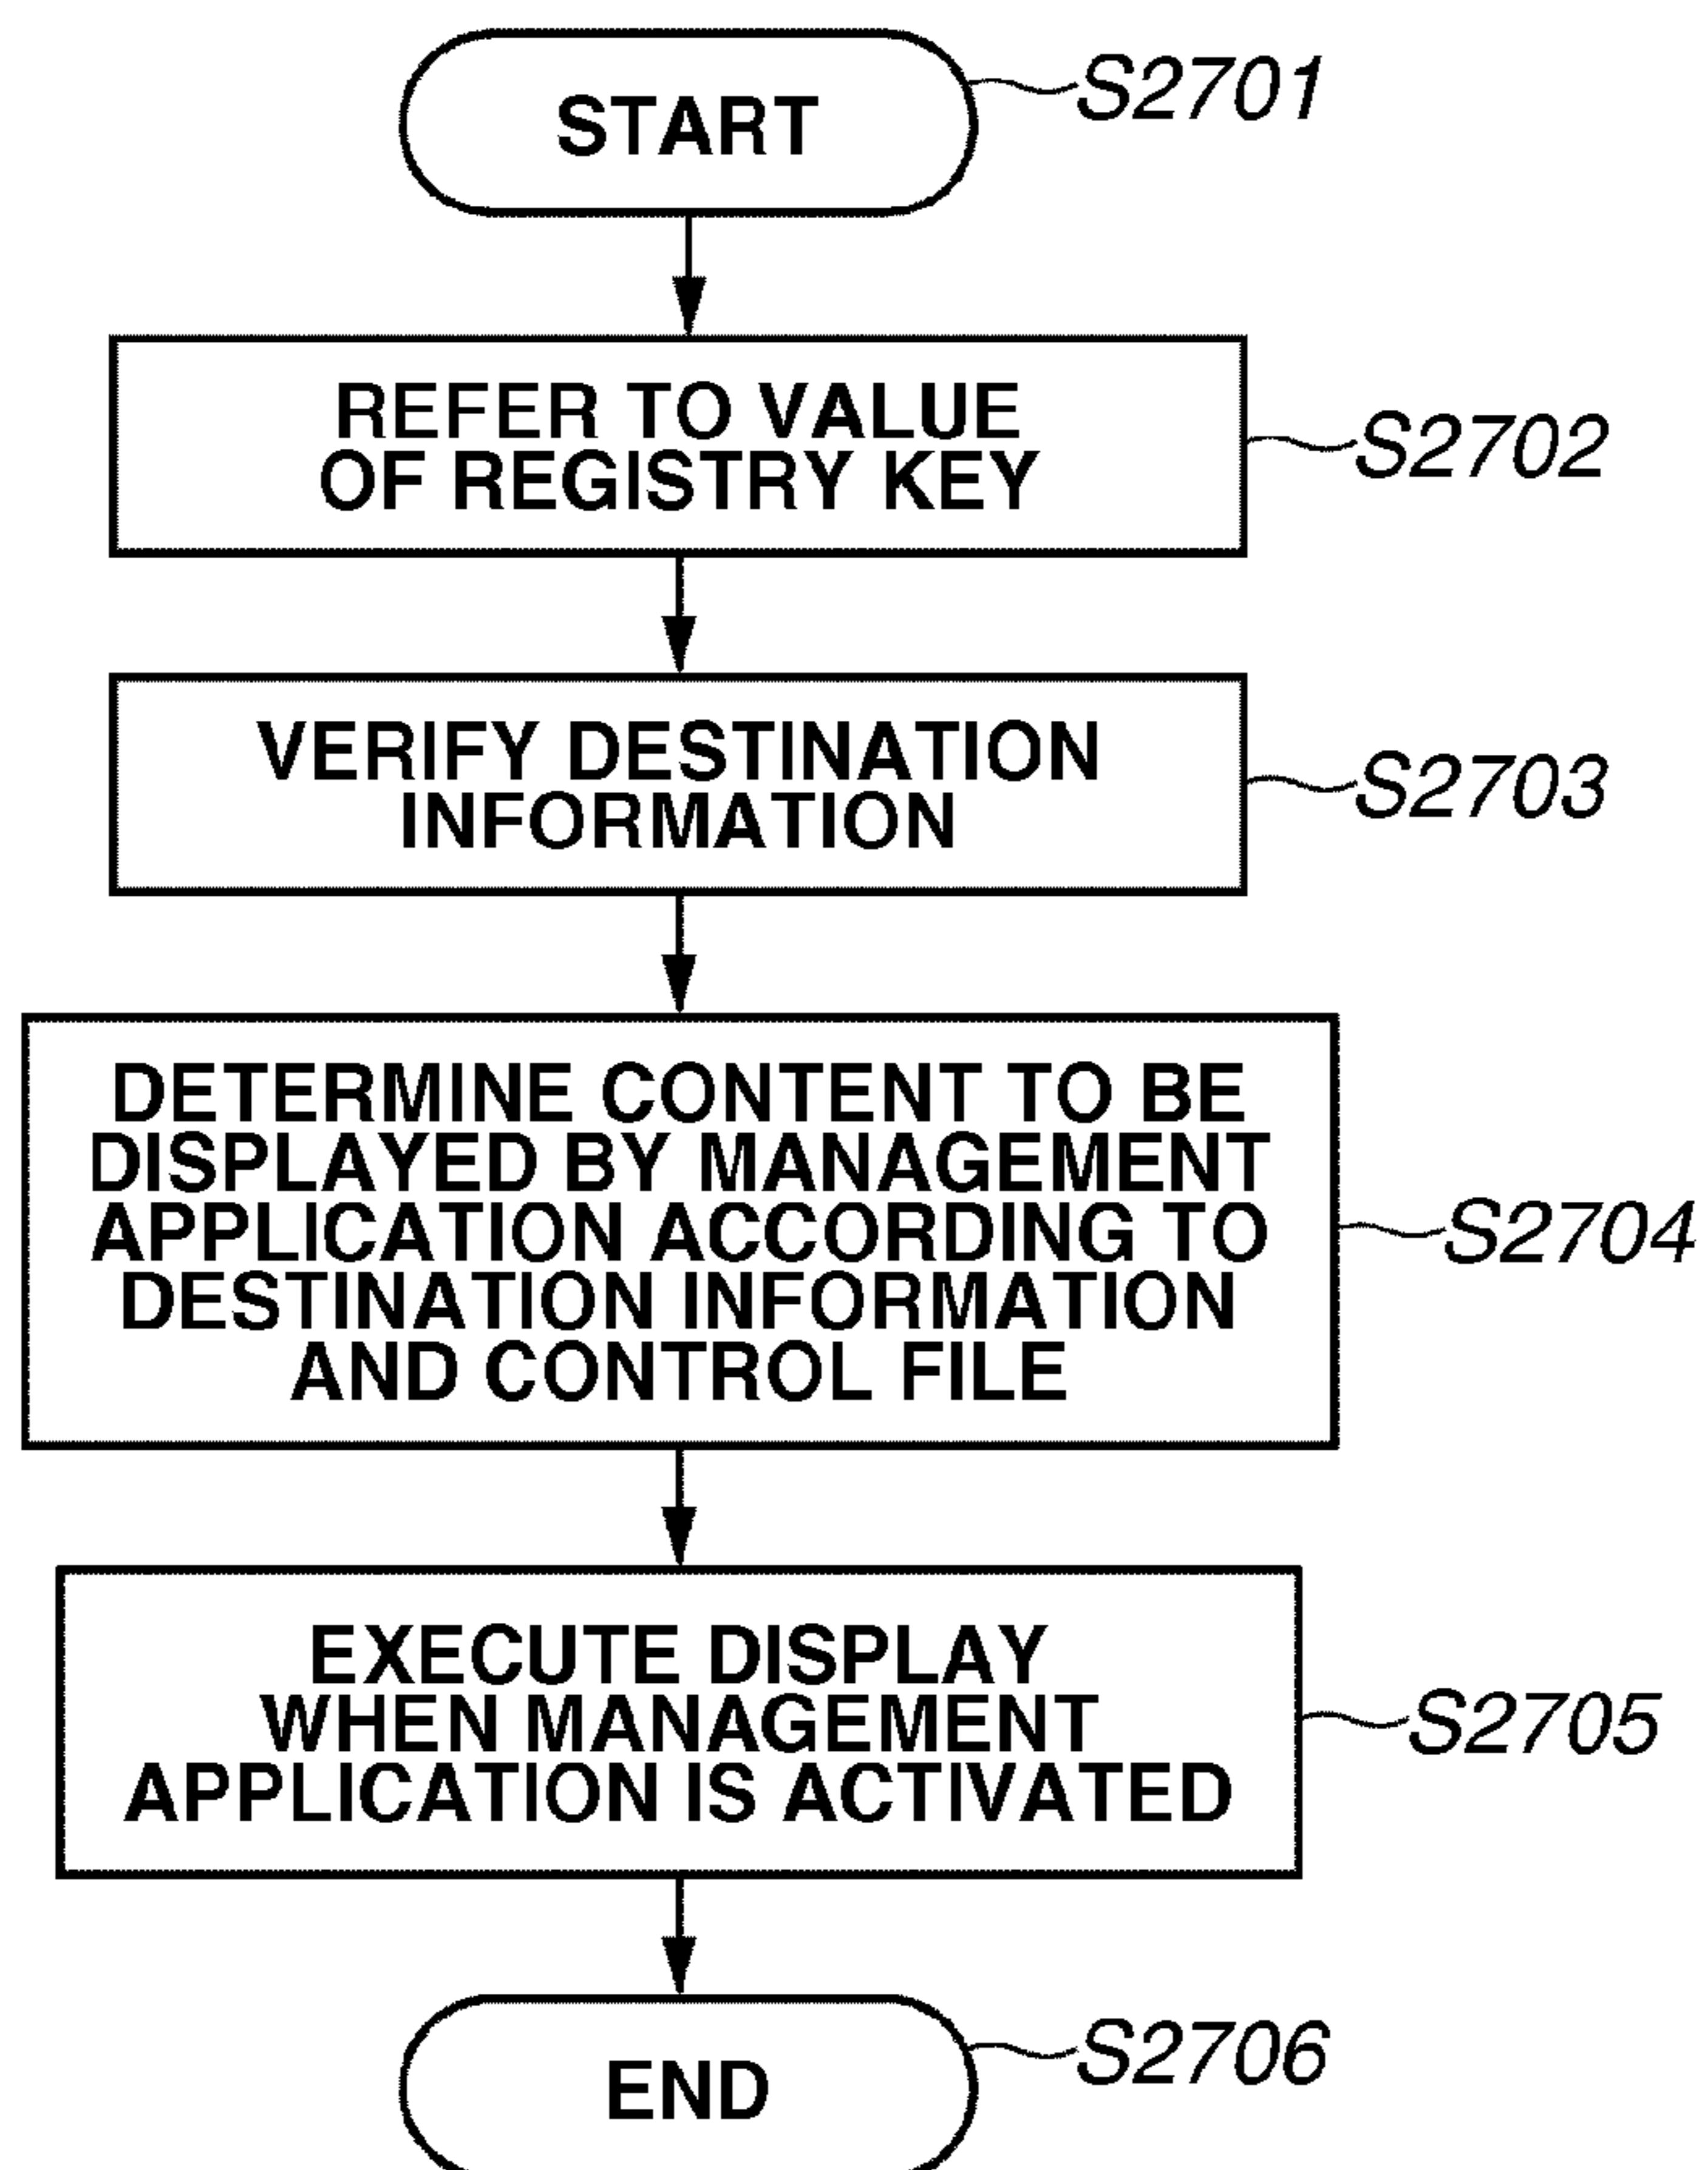 START
S2701
REFER TO VALUE
OF REGISTRY KEY
S2702
VERIFY DESTINATION
INFORMATION
S2703
DETERMINE CONTENT TO BE
DISPLAYED BY MANAGEMENT
APPLICATION ACCORDING TO
DESTINATION INFORMATION
AND CONTROL FILE
S2704
EXECUTE DISPLAY
WHEN MANAGEMENT
APPLICATION IS ACTIVATED
S2705
END
S2706